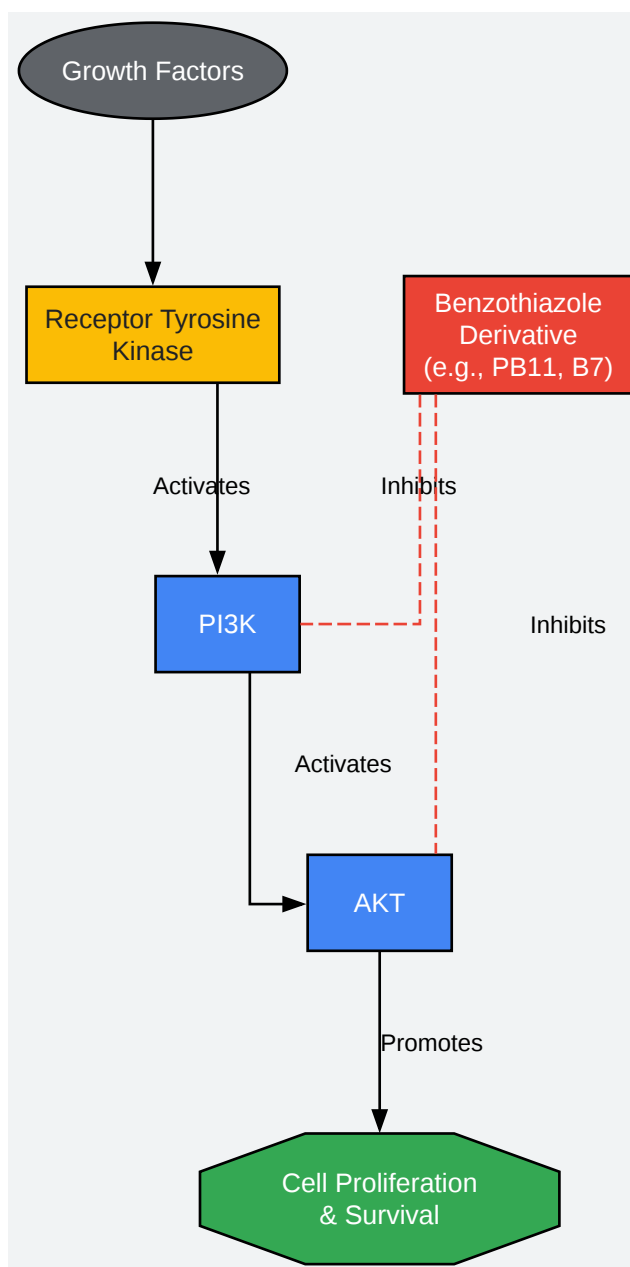 Growth Factors
Receptor Tyrosine
Kinase
Benzothiazole
Derivative
(e.g., PB11, B7)
Activates
Inhibits
PI3K
Inhibits
Activates
AKT
Promotes
Cell Proliferation
& Survival